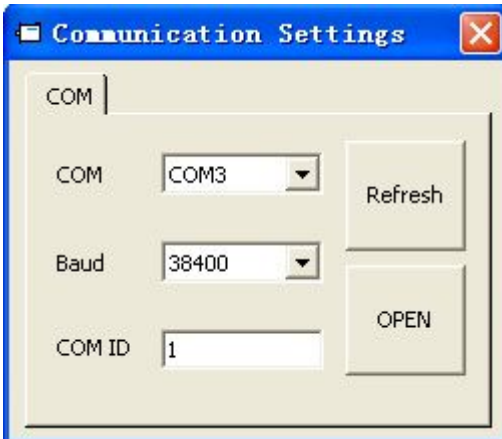 Communication Settings
COM
COM COM3 Refresh
Baud 38400
OPEN
COM ID 1